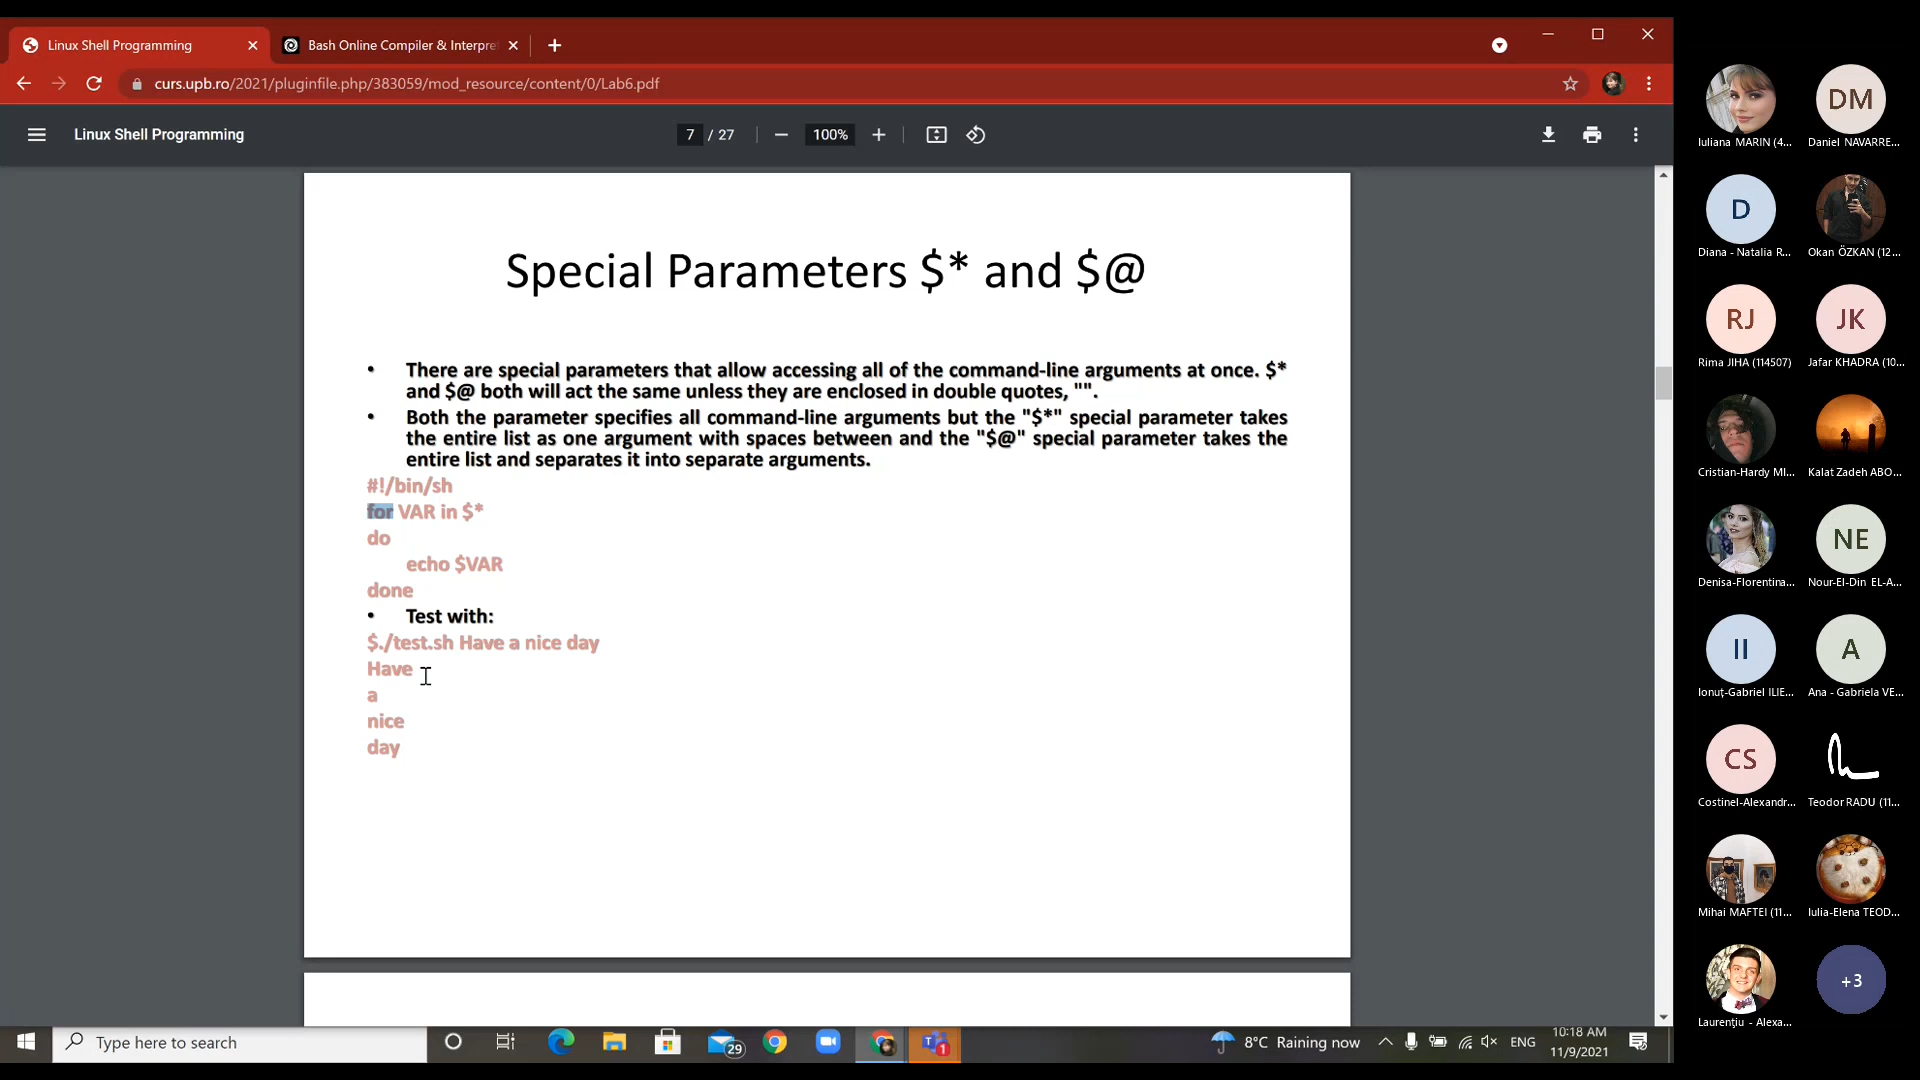 Linux Shell Programming
Bash Online Compiler & Interpre
curs.upb.ro/2021/pluginfile.php/383059/mod_resource/content/0/Lab6.pdf
Linux Shell Programming
7 / 27
100%
Special Parameters $* and $@
• There are special parameters that allow accessing all of the command-line arguments at once. $*
and $@ both will act the same unless they are enclosed in double quotes, "".
• Both the parameter specifies all command-line arguments but the "$*" special parameter takes
the entire list as one argument with spaces between and the "$@" special parameter takes the
entire list and separates it into separate arguments.
#!/bin/sh
for VAR in $*
do
echo $VAR
done
• Test with:
$./test.sh Have a nice day
Have
a
nice
day
Type here to search
29
1
8°C Raining now
ENG
10:18 AM
11/9/2021
DM
Iuliana MARIN (4...
Daniel NAVARRE...
D
Diana - Natalia R...
Okan ÖZKAN (12...
RJ
JK
Rima JIHA (114507)
Jafar KHADRA (10...
Cristian-Hardy MI...
Kalat Zadeh ABO...
NE
Denisa-Florentina...
Nour-El-Din EL-A...
II
A
Ionuț-Gabriel ILIE...
Ana - Gabriela VE...
CS
Costinel-Alexandr...
Teodor RADU (11...
Mihai MAFTEI (11...
Iulia-Elena TEOD...
+3
Laurențiu - Alexa...